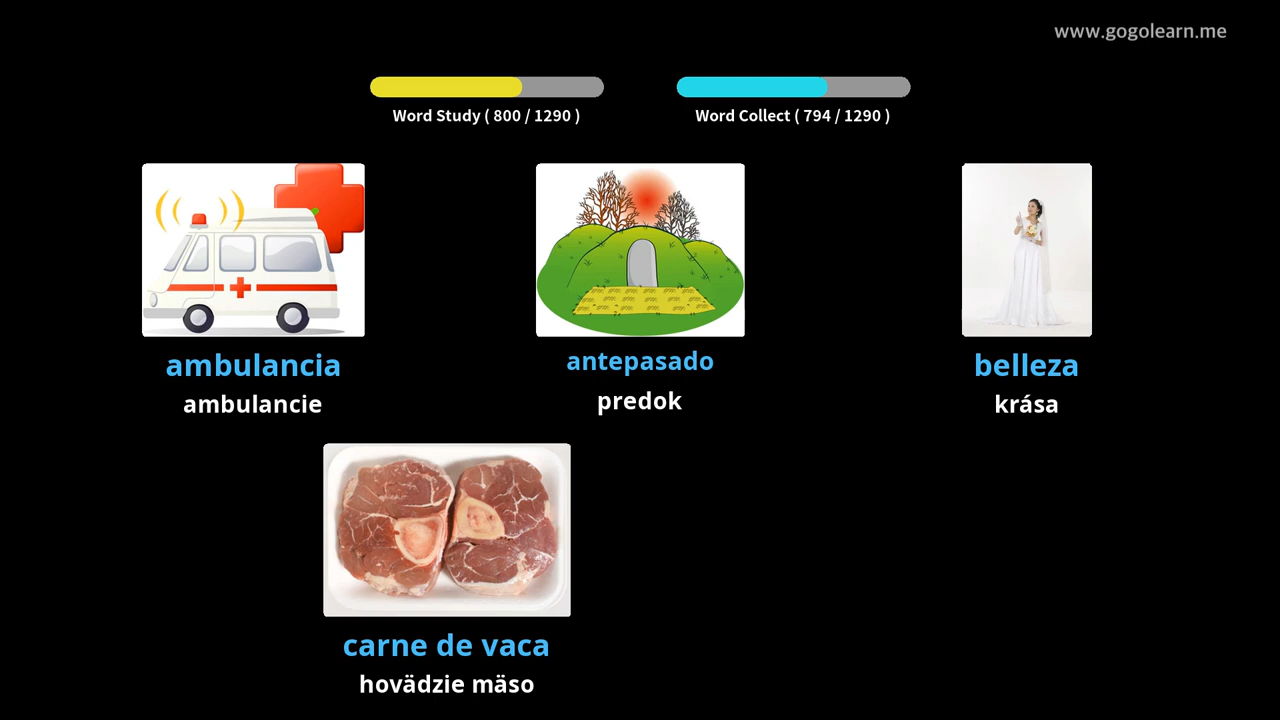 www.gogolearn.me
Word Study ( 800 / 1290 )
Word Collect ( 794 / 1290 )
ambulancia
ambulancie
antepasado
predok
belleza
krása
carne de vaca
hovädzie mäso